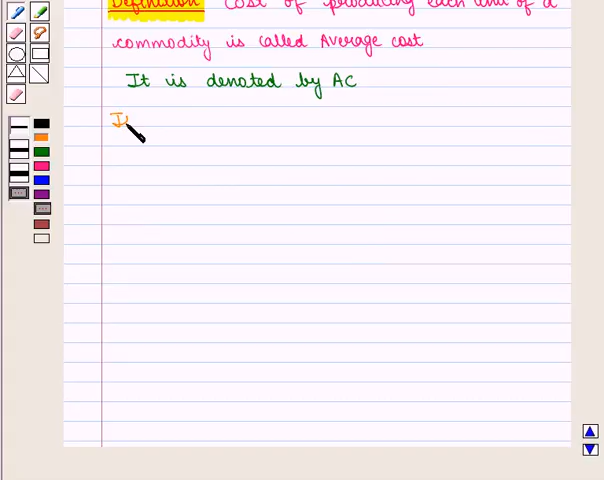 Definition Cost of producing each unit of a
commodity is called Average cost
It is denoted by AC
I